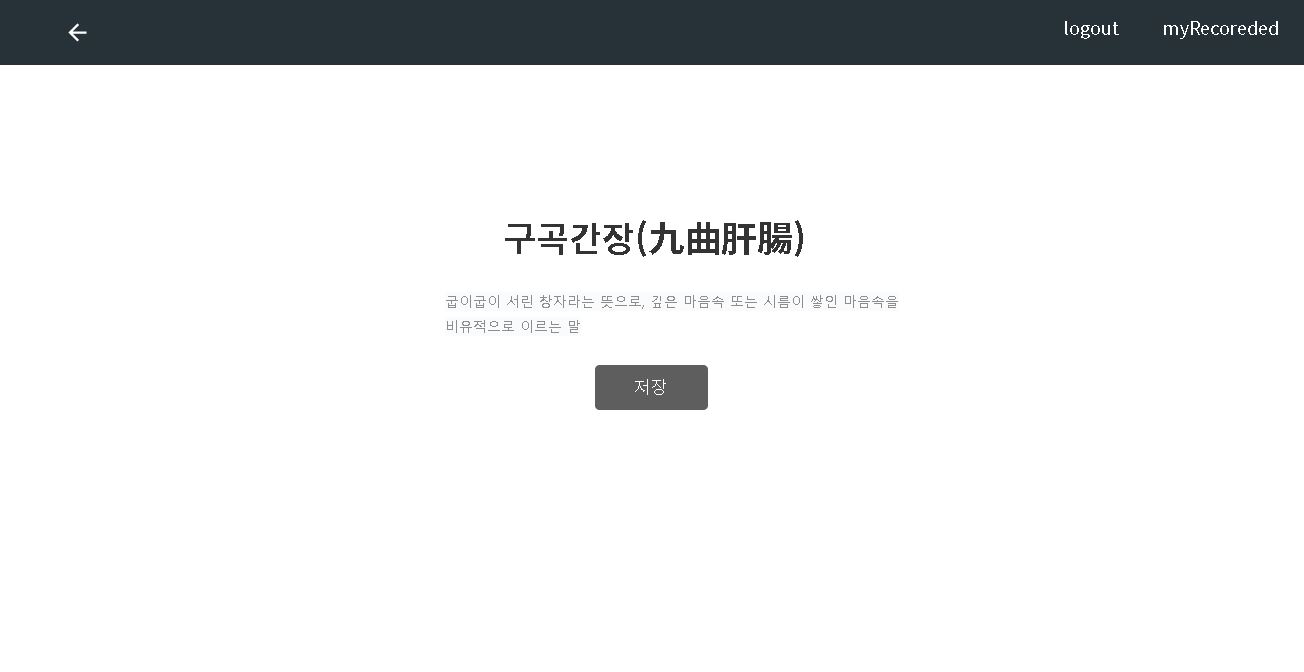 logout myRecoreded
구곡간장(九曲肝腸)
굽이굽이 서린 창자라는 뜻으로, 깊은 마음속 또는 시름이 쌓인 마음속을
비유적으로 이르는 말
저장